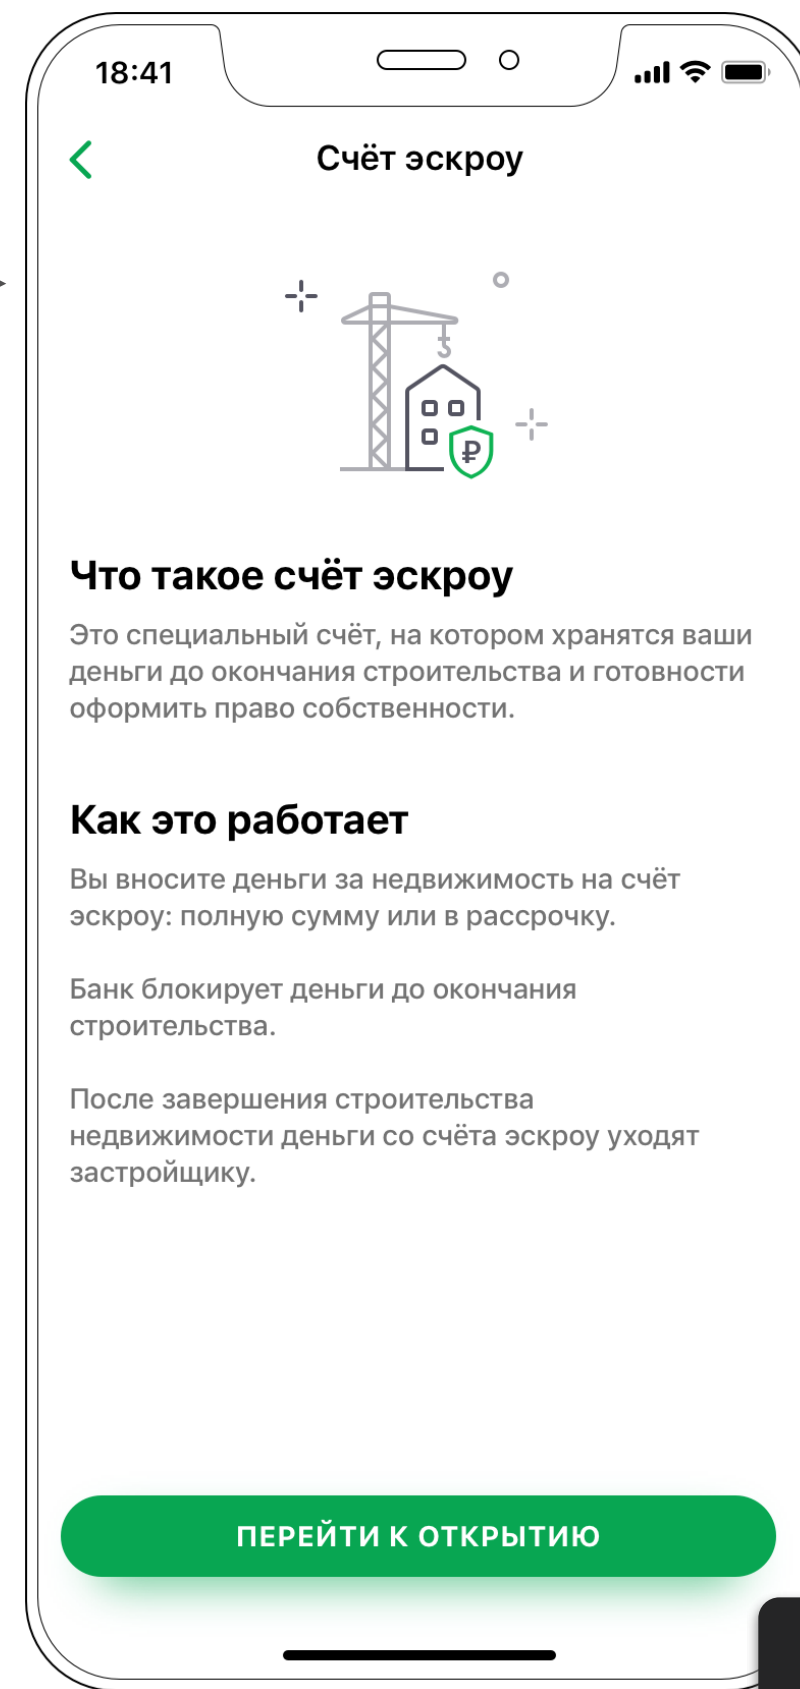 18:41
Счёт эскроу
₽
Что такое счёт эскроу
Это специальный счёт, на котором хранятся ваши
деньги до окончания строительства и готовности
оформить право собственности.
Как это работает
Вы вносите деньги за недвижимость на счёт
эскроу: полную сумму или в рассрочку.
Банк блокирует деньги до окончания
строительства.
После завершения строительства
недвижимости деньги со счёта эскроу уходят
застройщику.
ПЕРЕЙТИ К ОТКРЫТИЮ